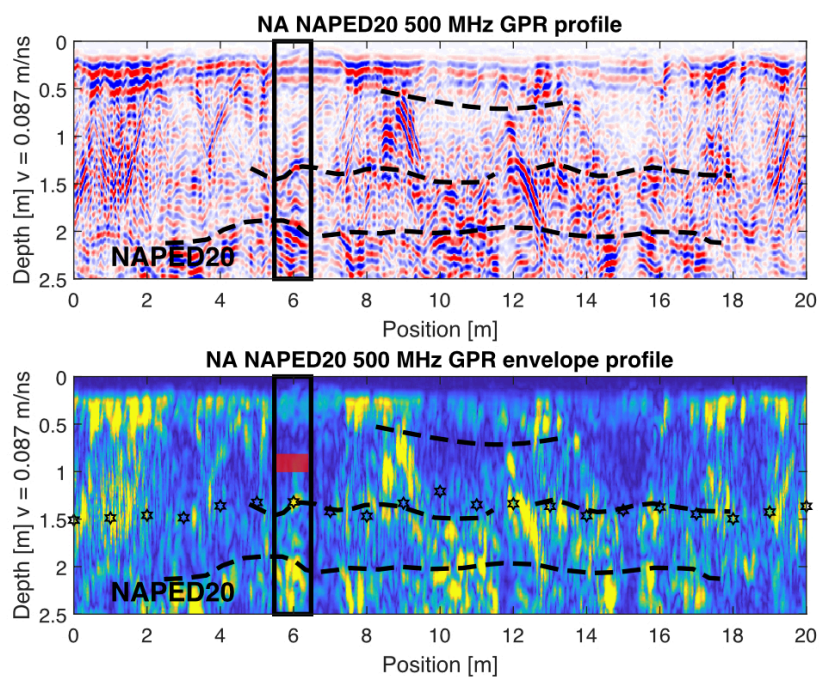 NA NAPED20 500 MHz GPR profile
Depth [m] v = 0.087 m/ns
0
0.5
1
1.5
2
2.5
NAPED20
0 2 4 6 8 10 12 14 16 18 20
Position [m]
NA NAPED20 500 MHz GPR envelope profile
Depth [m] v = 0.087 m/ns
0
0.5
1
1.5
2
2.5
NAPED20
0 2 4 6 8 10 12 14 16 18 20
Position [m]